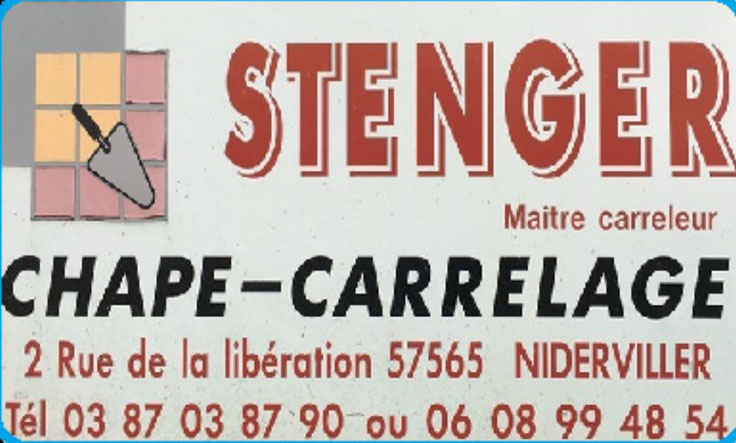 STENGER
Maître carreleur
CHAPE-CARRELAGE
2 Rue de la libération 57565 NIDERVILLER
Tél 03 87 03 87 90 ou 06 08 99 48 54